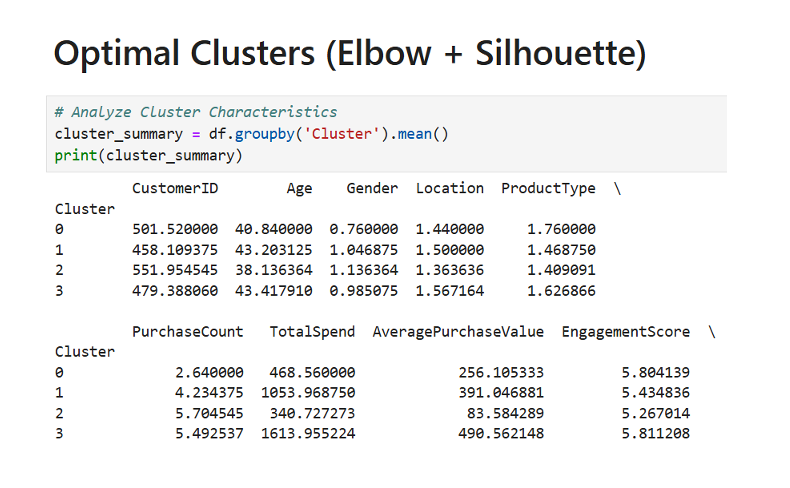 Optimal Clusters (Elbow + Silhouette)
# Analyze Cluster Characteristics
cluster_summary = df.groupby('Cluster').mean()
print(cluster_summary)
CustomerID Age Gender Location ProductType \
Cluster
0 501.520000 40.840000 0.760000 1.440000 1.760000
1 458.109375 43.203125 1.046875 1.500000 1.468750
2 551.954545 38.136364 1.136364 1.363636 1.409091
3 479.388060 43.417910 0.985075 1.567164 1.626866
PurchaseCount TotalSpend AveragePurchaseValue EngagementScore \
Cluster
0 2.640000 468.560000 256.105333 5.804139
1 4.234375 1053.968750 391.046881 5.434836
2 5.704545 340.727273 83.584289 5.267014
3 5.492537 1613.955224 490.562148 5.811208